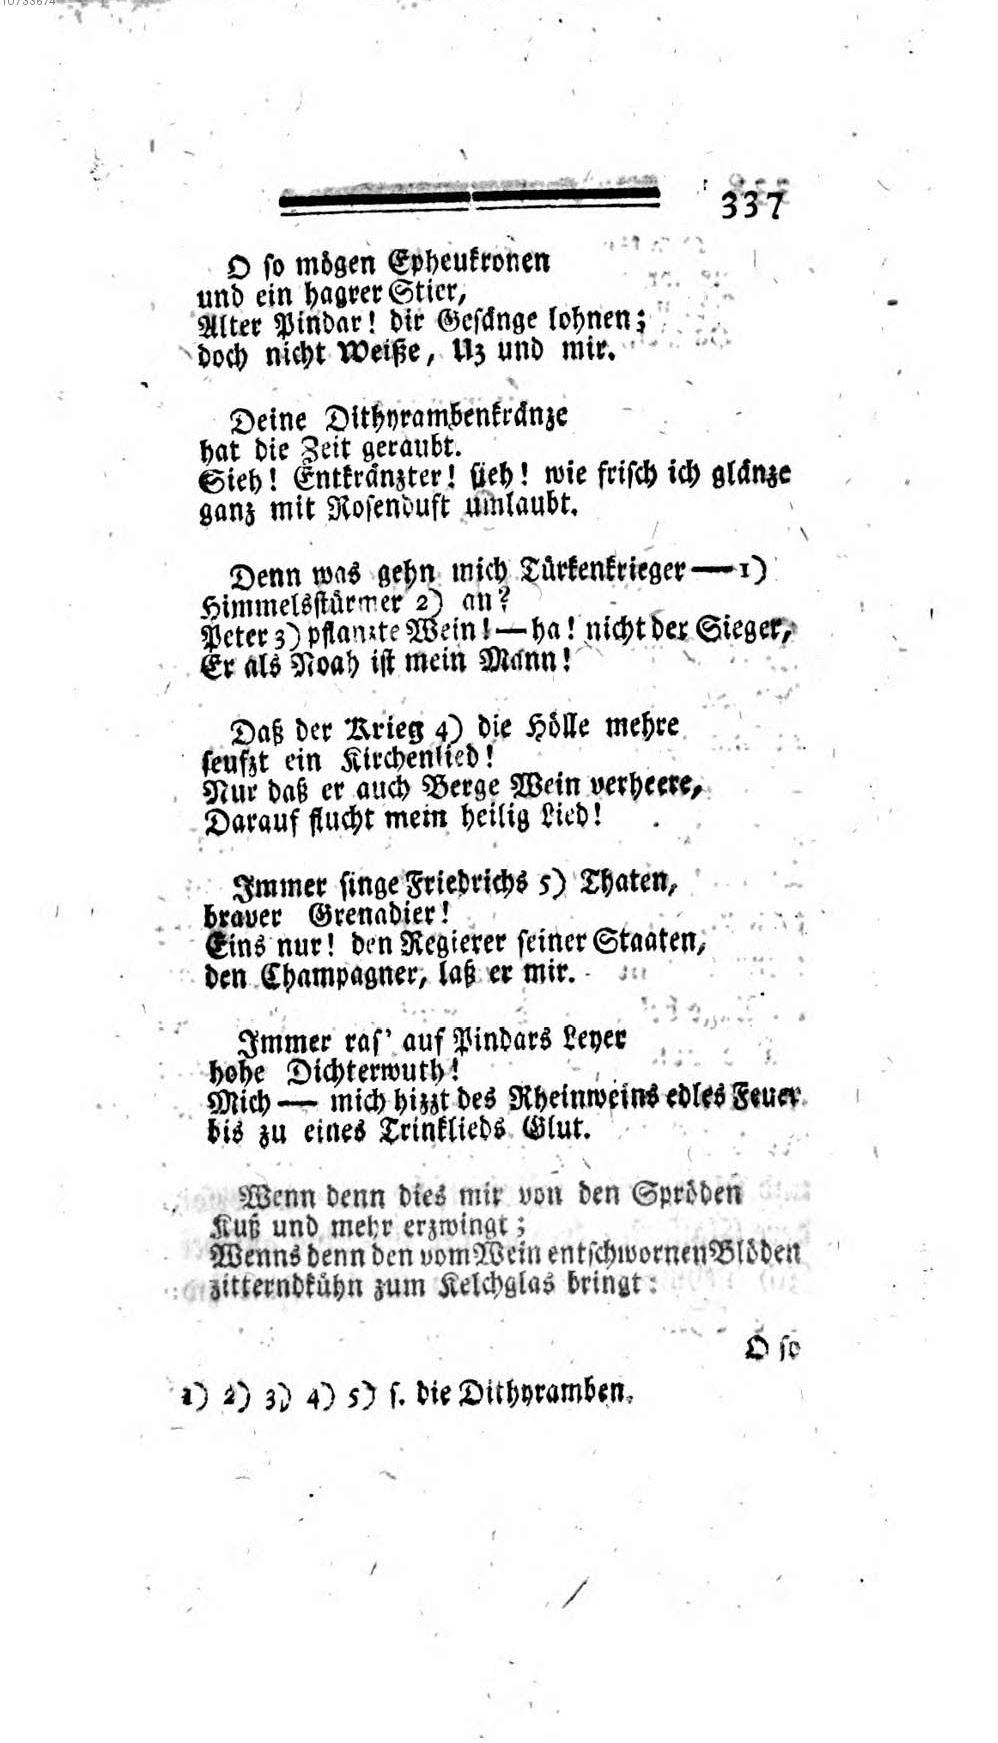 10733674
337
O so mögen Epheukronen
und ein hagrer Stier,
Alter Pindar! dir Gesänge lohnen;
doch nicht Weiße, Uz und mir.
Deine Dithyrambenkränze
hat die Zeit geraubt.
Sieh! Entkränzter! sieh! wie frisch ich glänze
ganz mit Rosenduft umlaubt.
Denn was gehn mich Türkenkrieger — 1)
Himmelsstürmer 2) an?
Peter 3) pflanzte Wein! — ha! nicht der Sieger,
Er als Noah ist mein Mann!
Daß der Krieg 4) die Hölle mehre
seufzt ein Kirchenlied!
Nur daß er auch Berge Wein verheere,
Darauf flucht mein heilig Lied!
Immer singe Friedrichs 5) Thaten,
braver Grenadier!
Eins nur! den Regierer seiner Staaten,
den Champagner, laß er mir.
Immer ras' auf Pindars Leyer
hohe Dichterwuth!
Mich — mich hizzt des Rheinweins edles Feuer
bis zu eines Trinklieds Glut.
Wenn denn dies mir von den Spröden
Kuß und mehr erzwingt;
Wenns denn den vom Wein entschwornen Blöden
zitterndkühn zum Kelchglas bringt:
O so
1) 2) 3) 4) 5) s. die Dithyramben.